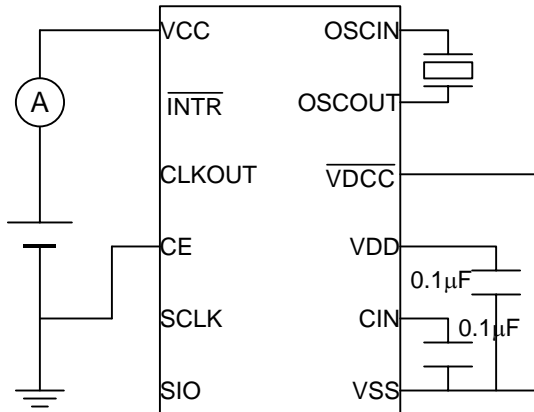 VCC
OSCIN
A
INTR
OSCOUT
CLKOUT
VDCC
CE
VDD
0.1μF
SCLK
CIN
0.1μF
SIO
VSS